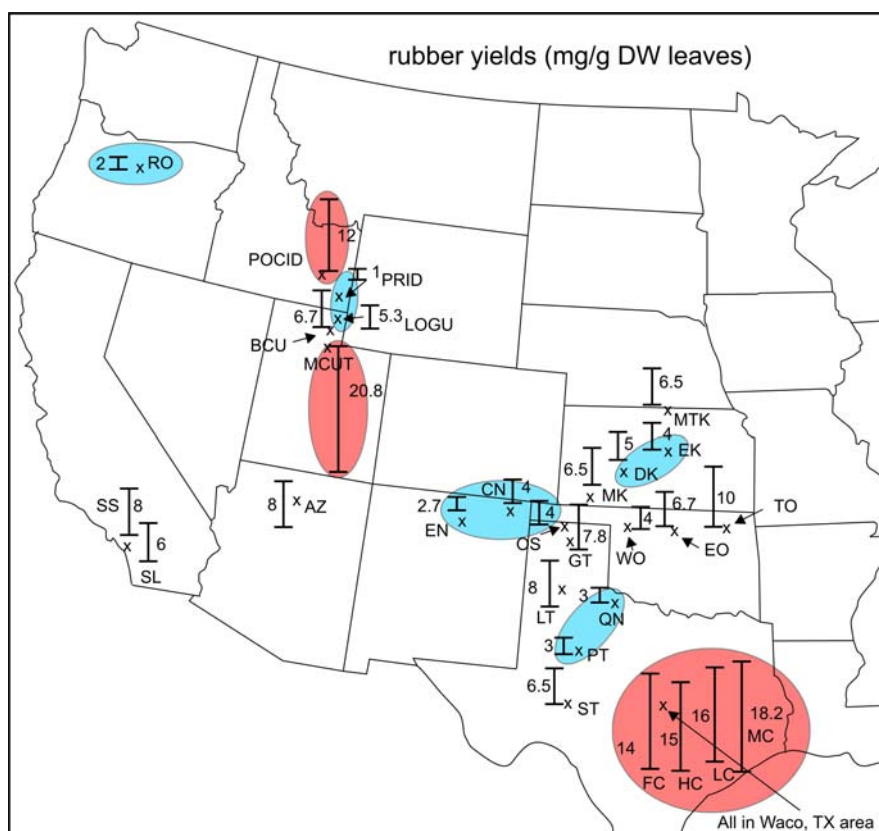 rubber yields (mg/g DW leaves)
2
RO
12
POCID
1
PRID
6.7
5.3
LOGU
BCU
MCUT
20.8
6.5
MTK
4
5
EK
DK
6.5
MK
SS
8
6
SL
8
AZ
CN
4
2.7
EN
4
OS
7.8
GT
4
WO
6.7
EO
10
TO
8
LT
3
QN
3
PT
6.5
ST
14
15
16
18.2
MC
FC
HC
LC
All in Waco, TX area